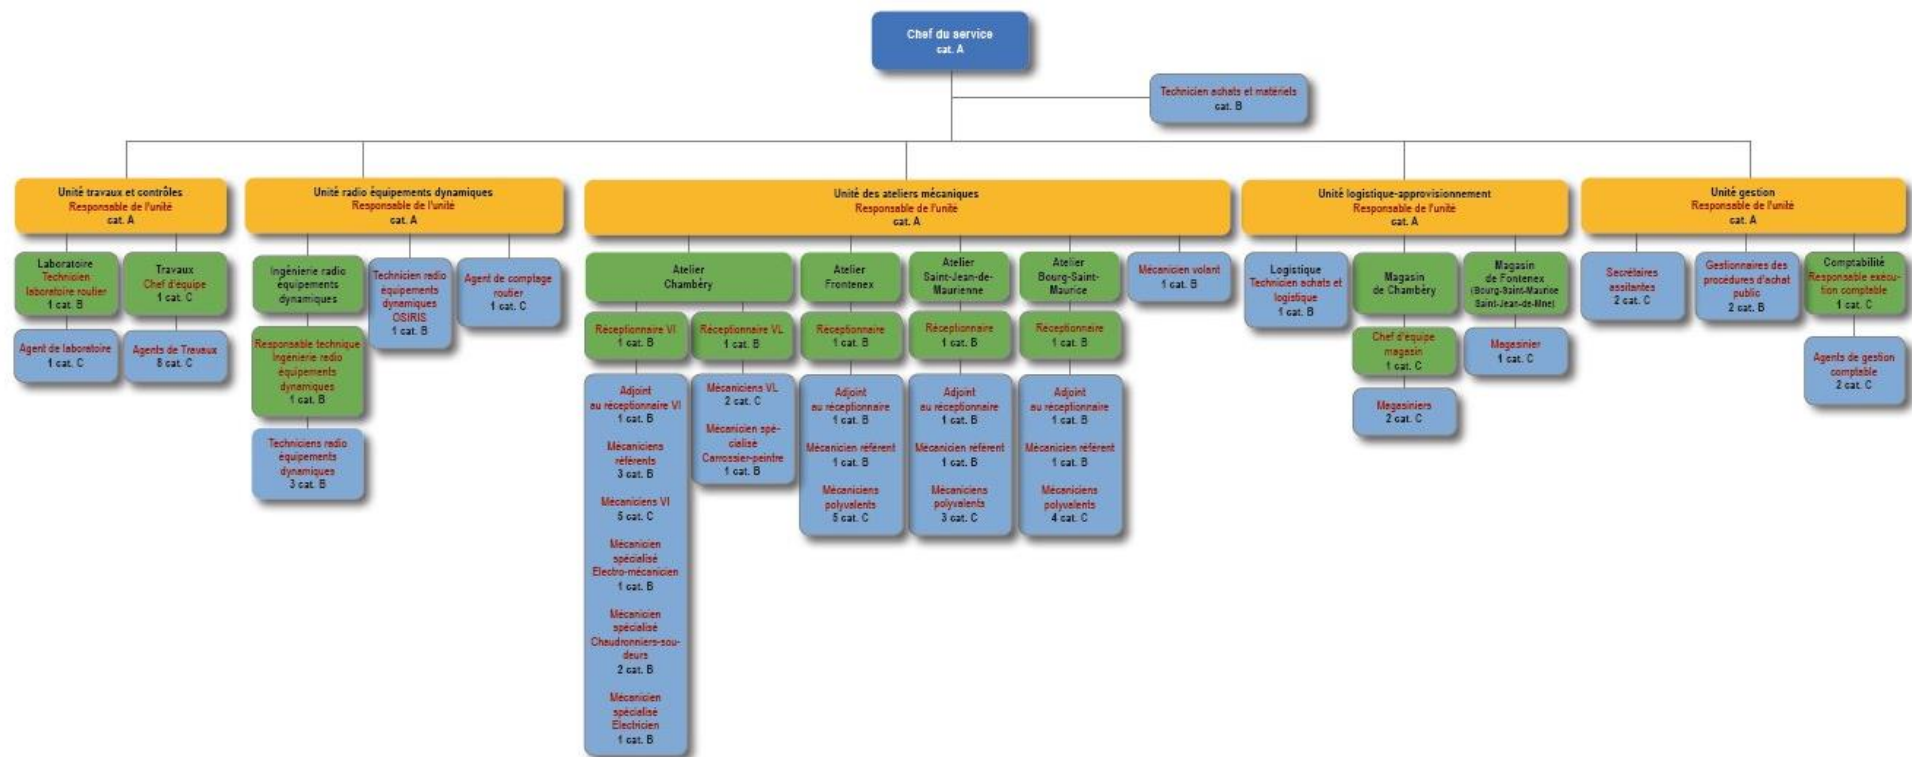 Chef du service
cat. A
Technicien achats et matériels
cat. B
Unité travaux et contrôles
Responsable de l'unité
cat. A
Laboratoire
Technicien
laboratoire routier
1 cat. B
Agent de laboratoire
1 cat. C
Travaux
Chef d'équipe
1 cat. C
Agents de Travaux
8 cat. C
Unité radio équipements dynamiques
Responsable de l'unité
cat. A
Ingénierie radio
équipements
dynamiques
Responsable technique
Ingénierie radio
équipements
dynamiques
1 cat. B
Techniciens radio
équipements
dynamiques
3 cat. B
Technicien radio
équipements
dynamiques
OSIRIS
1 cat. B
Agent de comptage
routier
1 cat. C
Unité des ateliers mécaniques
Responsable de l'unité
cat. A
Atelier
Chambéry
Réceptionnaire VI
1 cat. B
Adjoint
au réceptionnaire VI
1 cat. B
Mécaniciens
référents
3 cat. B
Mécaniciens VI
5 cat. C
Mécanicien
spécialisé
Electro-mécanicien
1 cat. B
Mécanicien
spécialisé
Chaudronniers-sou-
deurs
2 cat. B
Mécanicien
spécialisé
Electricien
1 cat. B
Réceptionnaire VL
1 cat. B
Mécaniciens VL
2 cat. C
Mécanicien spé-
cialisé
Carrossier-peintre
1 cat. B
Atelier
Frontenex
Réceptionnaire
1 cat. B
Adjoint
au réceptionnaire
1 cat. B
Mécanicien référent
1 cat. B
Mécaniciens
polyvalents
5 cat. C
Atelier
Saint-Jean-de-
Maurienne
Réceptionnaire
1 cat. B
Adjoint
au réceptionnaire
1 cat. B
Mécanicien référent
1 cat. B
Mécaniciens
polyvalents
3 cat. C
Atelier
Bourg-Saint-
Maurice
Réceptionnaire
1 cat. B
Adjoint
au réceptionnaire
1 cat. B
Mécanicien référent
1 cat. B
Mécaniciens
polyvalents
4 cat. C
Mécanicien volant
1 cat. B
Unité logistique-approvisionnement
Responsable de l'unité
cat. A
Logistique
Technicien achats et
logistique
1 cat. B
Magasin
de Chambéry
Chef d'équipe
magasin
1 cat. C
Magasiniers
2 cat. C
Magasin
de Fontenex
(Bourg-Saint-Maurice
Saint-Jean-de-Mne)
Magasinier
1 cat. C
Unité gestion
Responsable de l'unité
cat. A
Secrétaires
assitantes
2 cat. C
Gestionnaires des
procédures d'achat
public
2 cat. B
Comptabilité
Responsable exécu-
tion comptable
1 cat. C
Agents de gestion
comptable
2 cat. C